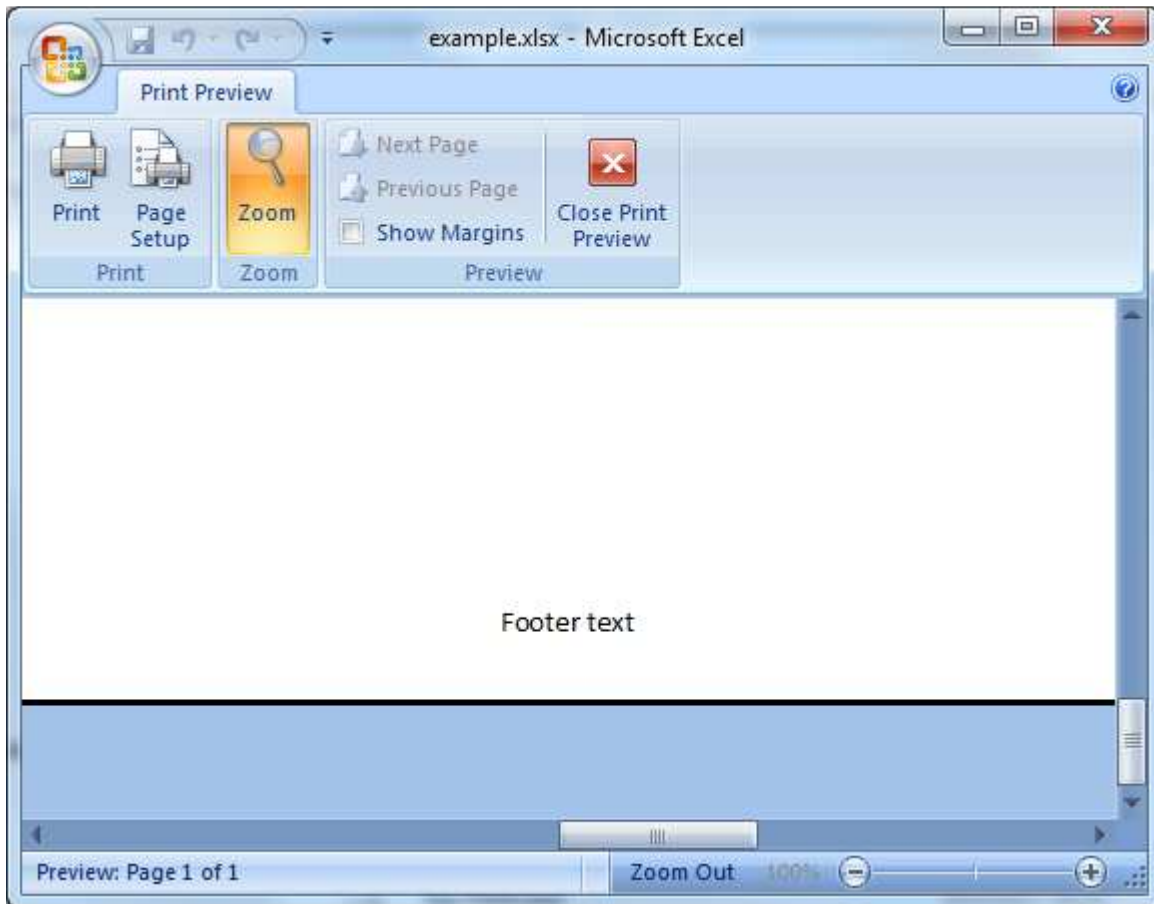 example.xlsx - Microsoft Excel
Print Preview
Print
Page Setup
Zoom
Next Page
Previous Page
Show Margins
Close Print Preview
Print
Zoom
Preview
Footer text
Preview: Page 1 of 1
Zoom Out
100%